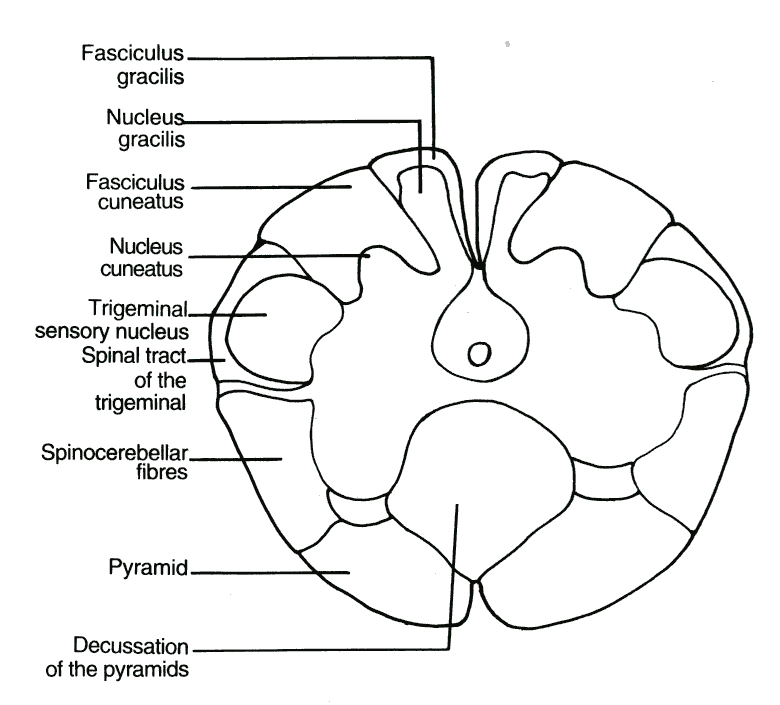 Fasciculus
gracilis
Nucleus
gracilis
Fasciculus
cuneatus
Nucleus
cuneatus
Trigeminal
sensory nucleus
Spinal tract
of the
trigeminal
Spinocerebellar
fibres
Pyramid
Decussation
of the pyramids